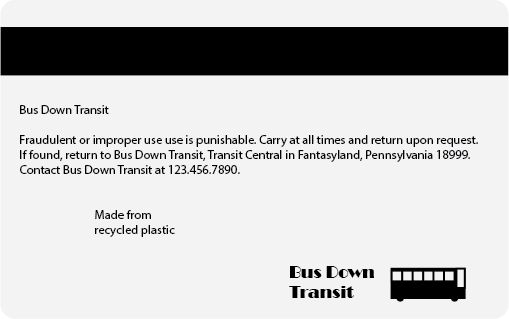 Bus Down Transit
Fraudulent or improper use use is punishable. Carry at all times and return upon request.
If found, return to Bus Down Transit, Transit Central in Fantasyland, Pennsylvania 18999.
Contact Bus Down Transit at 123.456.7890.
Made from
recycled plastic
Bus Down
Transit